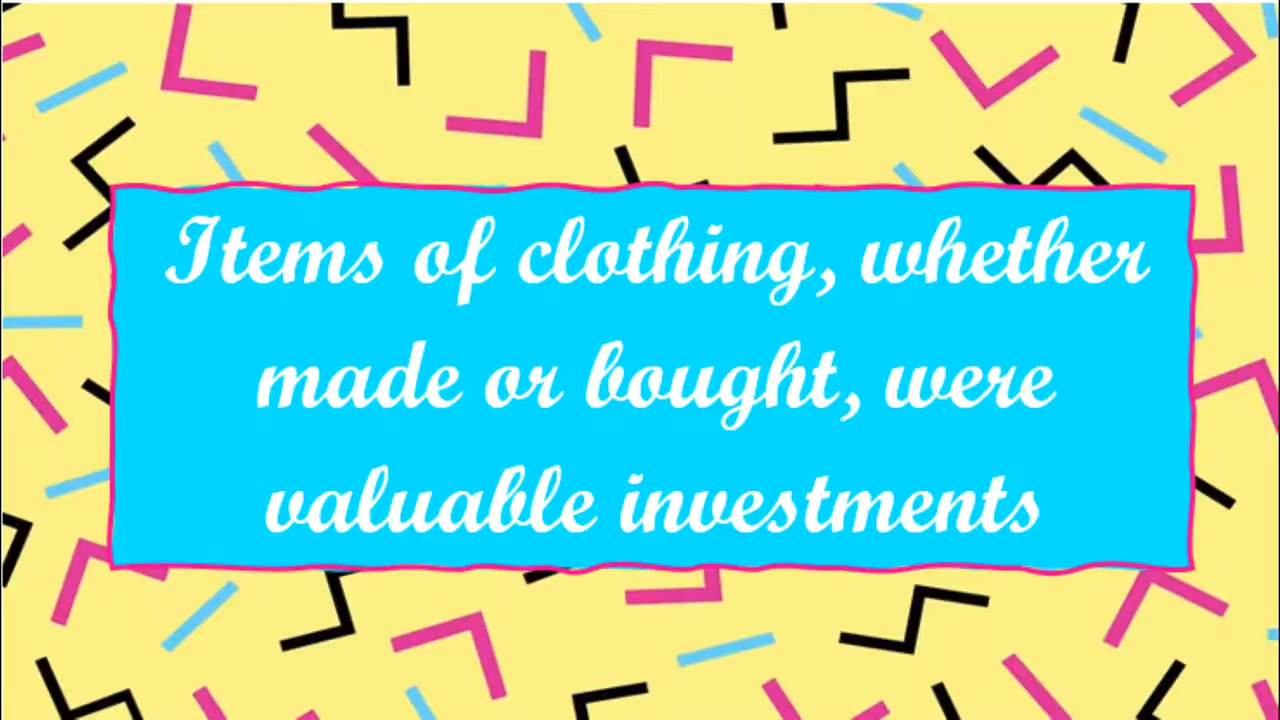 Items of clothing, whether
made or bought, were
valuable investments